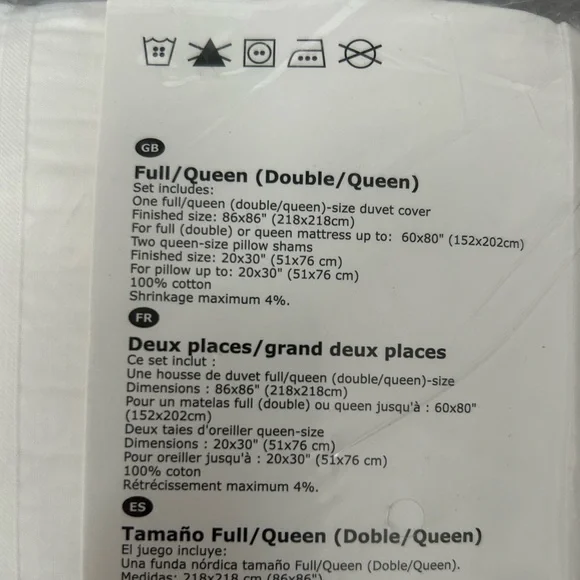 GB
Full/Queen (Double/Queen)
Set includes:
One full/queen (double/queen)-size duvet cover
Finished size: 86x86" (218x218cm)
For full (double) or queen mattress up to: 60x80" (152x202cm)
Two queen-size pillow shams
Finished size: 20x30" (51x76 cm)
For pillow up to: 20x30" (51x76 cm)
100% cotton
Shrinkage maximum 4%.
FR
Deux places/grand deux places
Ce set inclut :
Une housse de duvet full/queen (double/queen)-size
Dimensions : 86x86" (218x218cm)
Pour un matelas full (double) ou queen jusqu'à : 60x80"
(152x202cm)
Deux taies d'oreiller queen-size
Dimensions : 20x30" (51x76 cm)
Pour oreiller jusqu'à : 20x30" (51x76 cm)
100% coton
Rétrécissement maximum 4%.
ES
Tamaño Full/Queen (Doble/Queen)
El juego incluye:
Una funda nórdica tamaño Full/Queen (Doble/Queen).
Medidas: 218x218 cm (86x86")